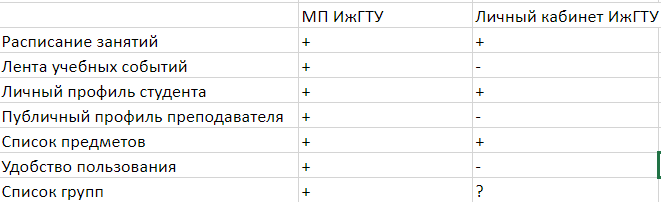 МП ИжГТУ Личный кабинет ИжГТУ
Расписание занятий + +
Лента учебных событий + -
Личный профиль студента + +
Публичный профиль преподавателя + -
Список предметов + +
Удобство пользования + -
Список групп + ?